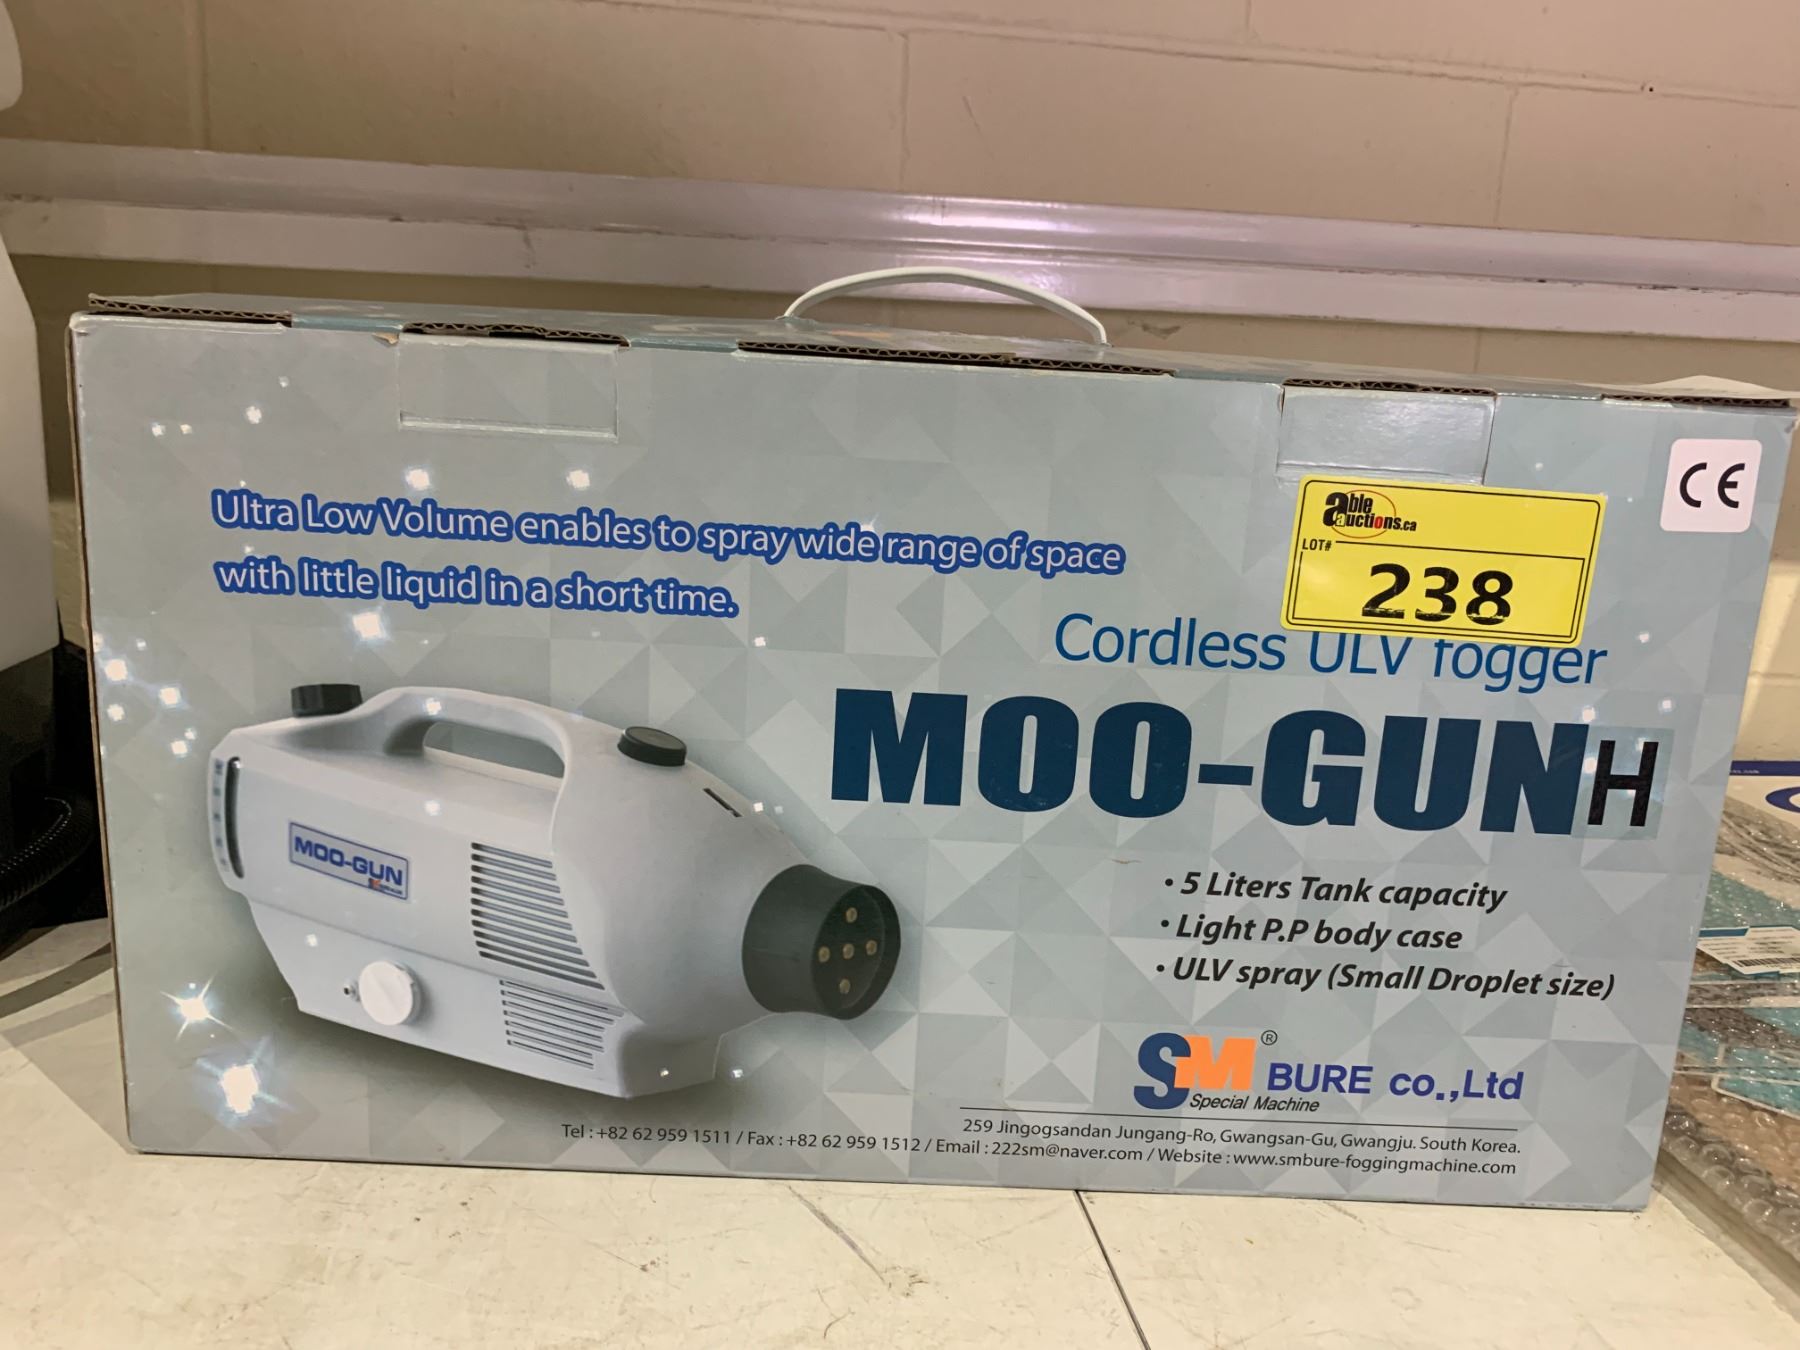 Ultra Low Volume enables to spray wide range of space
with little liquid in a short time.
able
auctions.ca
LOT#
238
CE
Cordless ULV fogger
MOO-GUN H
MOO-GUN
• 5 Liters Tank capacity
• Light P.P body case
• ULV spray (Small Droplet size)
SM® BURE co.,Ltd
Special Machine
259 Jingogsandan Jungang-Ro, Gwangsan-Gu, Gwangju. South Korea.
Tel : +82 62 959 1511 / Fax : +82 62 959 1512 / Email : 222sm@naver.com / Website : www.smbure-foggingmachine.com